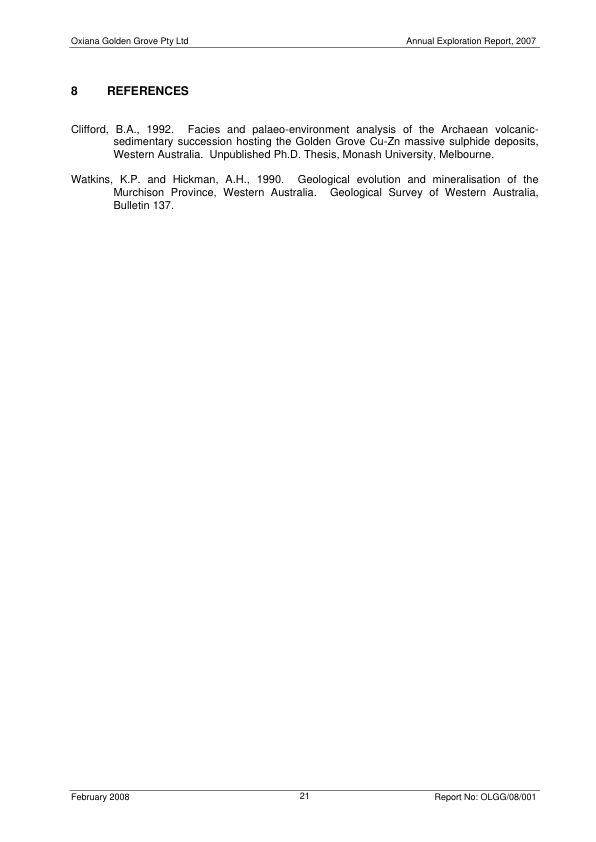 Oxiana Golden Grove Pty Ltd Annual Exploration Report, 2007
8 REFERENCES
Clifford, B.A., 1992. Facies and palaeo-environment analysis of the Archaean volcanic-
sedimentary succession hosting the Golden Grove Cu-Zn massive sulphide deposits,
Western Australia. Unpublished Ph.D. Thesis, Monash University, Melbourne.
Watkins, K.P. and Hickman, A.H., 1990. Geological evolution and mineralisation of the
Murchison Province, Western Australia. Geological Survey of Western Australia,
Bulletin 137.
February 2008 21 Report No: OLGG/08/001